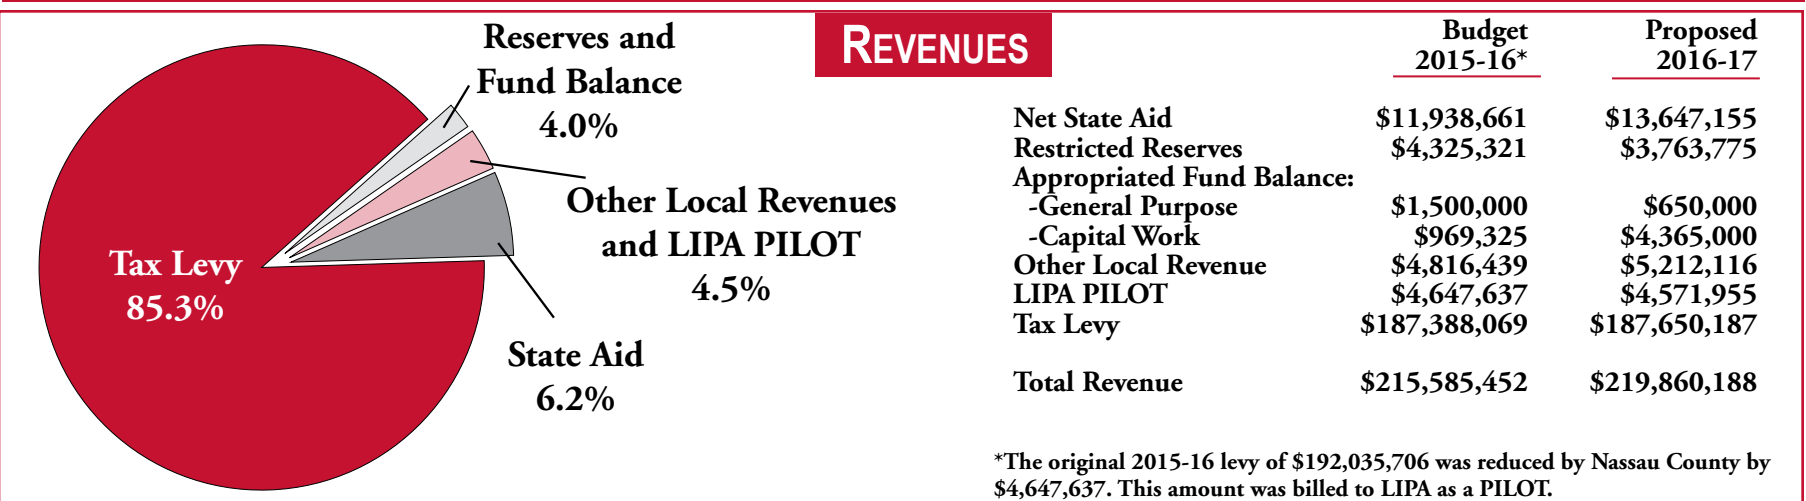 Reserves and
Fund Balance
4.0%
Other Local Revenues
and LIPA PILOT
4.5%
Tax Levy
85.3%
State Aid
6.2%
REVENUES
Budget Proposed
2015-16* 2016-17
Net State Aid $11,938,661 $13,647,155
Restricted Reserves $4,325,321 $3,763,775
Appropriated Fund Balance:
-General Purpose $1,500,000 $650,000
-Capital Work $969,325 $4,365,000
Other Local Revenue $4,816,439 $5,212,116
LIPA PILOT $4,647,637 $4,571,955
Tax Levy $187,388,069 $187,650,187
Total Revenue $215,585,452 $219,860,188
*The original 2015-16 levy of $192,035,706 was reduced by Nassau County by
$4,647,637. This amount was billed to LIPA as a PILOT.